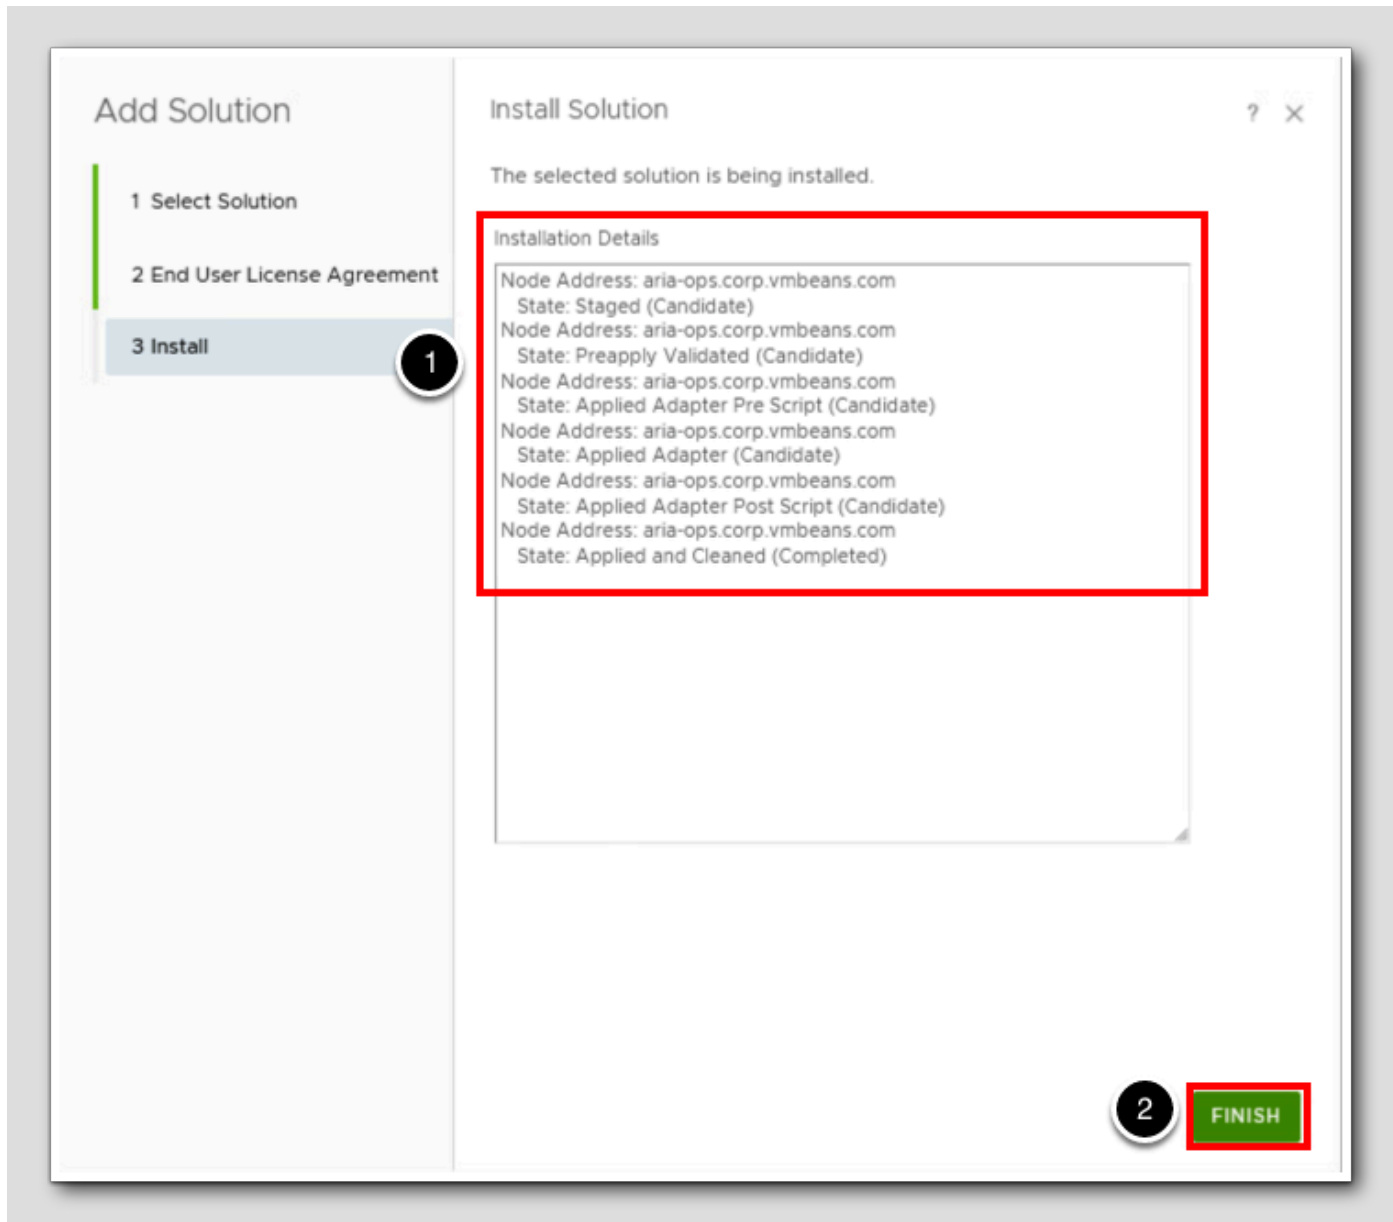 Add Solution
1 Select Solution
2 End User License Agreement
3 Install
Install Solution
? ×
The selected solution is being installed.
Installation Details
Node Address: aria-ops.corp.vmbeans.com
State: Staged (Candidate)
Node Address: aria-ops.corp.vmbeans.com
State: Preapply Validated (Candidate)
Node Address: aria-ops.corp.vmbeans.com
State: Applied Adapter Pre Script (Candidate)
Node Address: aria-ops.corp.vmbeans.com
State: Applied Adapter (Candidate)
Node Address: aria-ops.corp.vmbeans.com
State: Applied Adapter Post Script (Candidate)
Node Address: aria-ops.corp.vmbeans.com
State: Applied and Cleaned (Completed)
1
2
FINISH